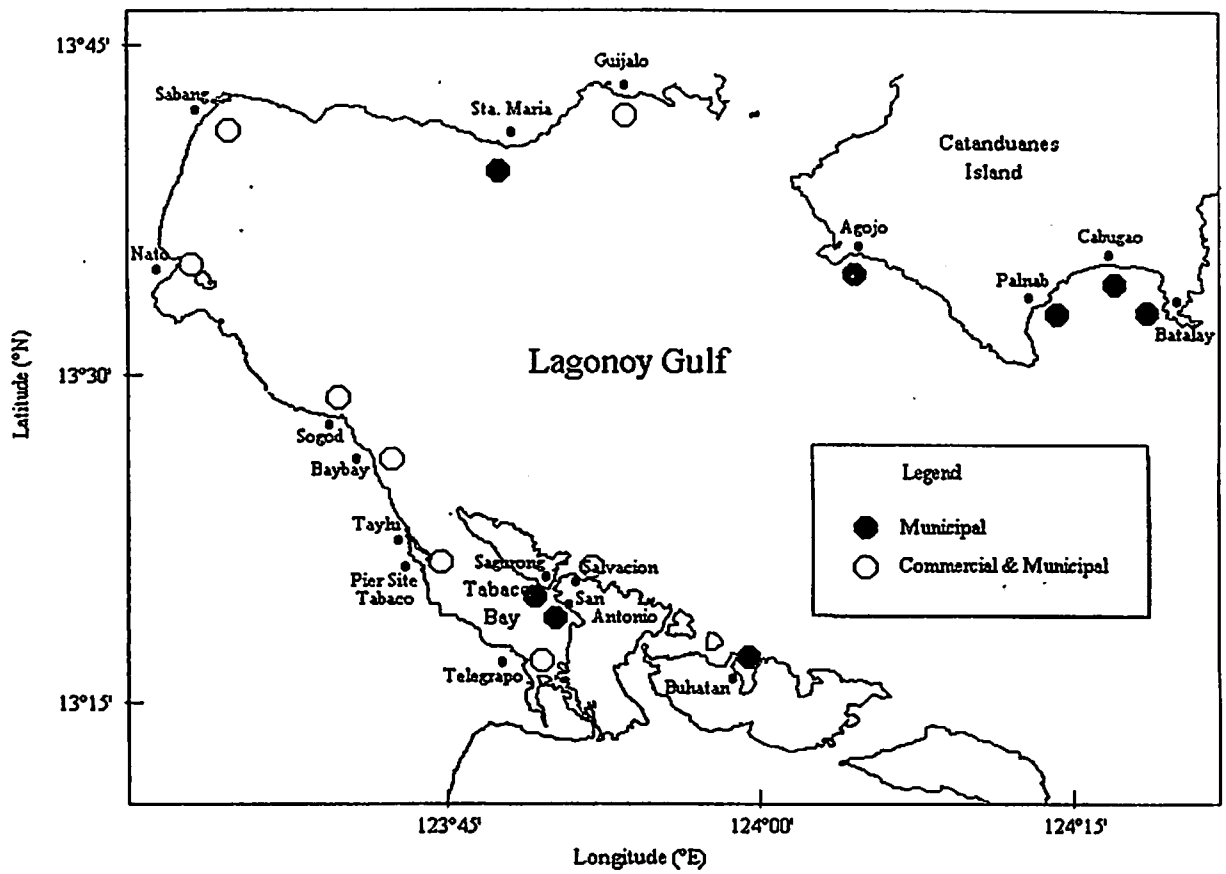 13°45'
Guijalo
Sabang
Sta. Maria
Catanduanes
Island
Agojo
Cabugao
Nato
Palnab
Batalay
Lagonoy Gulf
13°30'
Latitude (°N)
Sogod
Baybay
Legend
Municipal
Commercial & Municipal
Tayhi
Pier Site
Tabaco
Sagurong
Salvacion
Tabaco
Bay
San
Antonio
Telegrapo
Buhatan
13°15'
123°45'
124°00'
124°15'
Longitude (°E)